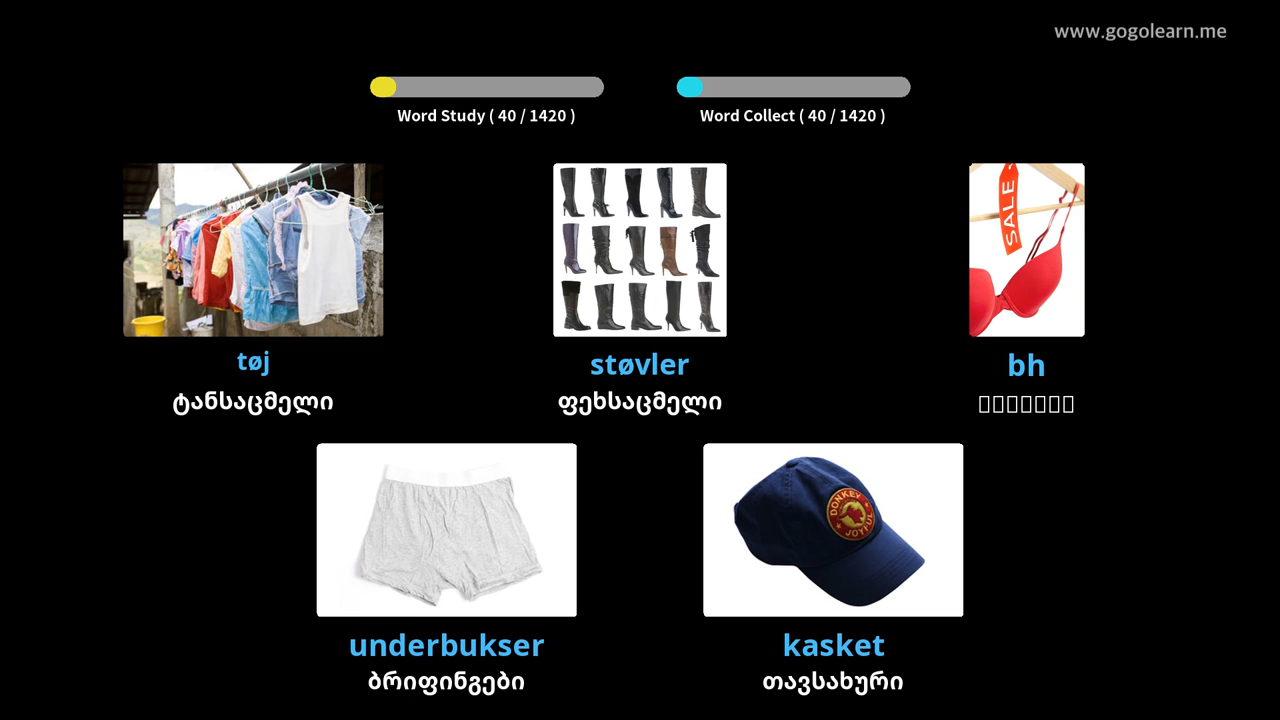 www.gogolearn.me
Word Study ( 40 / 1420 )
Word Collect ( 40 / 1420 )
SALE
tøj
støvler
bh
ტანსაცმელი
ფეხსაცმელი
DONKEY
JOYFUL
underbukser
kasket
ბრიფინგები
თავსახური